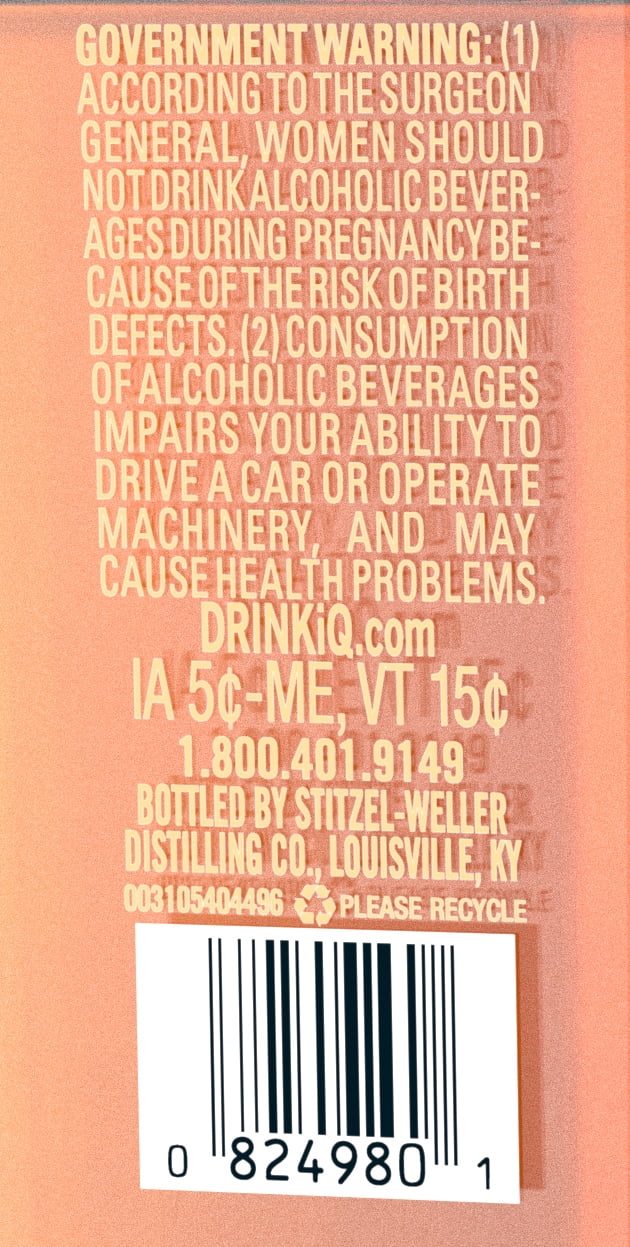 GOVERNMENT WARNING: (1)
ACCORDING TO THE SURGEON
GENERAL, WOMEN SHOULD
NOT DRINK ALCOHOLIC BEVER-
AGES DURING PREGNANCY BE-
CAUSE OF THE RISK OF BIRTH
DEFECTS. (2) CONSUMPTION
OF ALCOHOLIC BEVERAGES
IMPAIRS YOUR ABILITY TO
DRIVE A CAR OR OPERATE
MACHINERY, AND MAY
CAUSE HEALTH PROBLEMS.
DRINKiQ.com
IA 5¢-ME, VT 15¢
1.800.401.9149
BOTTLED BY STITZEL-WELLER
DISTILLING CO., LOUISVILLE, KY
003105404496 PLEASE RECYCLE
0 824980 1